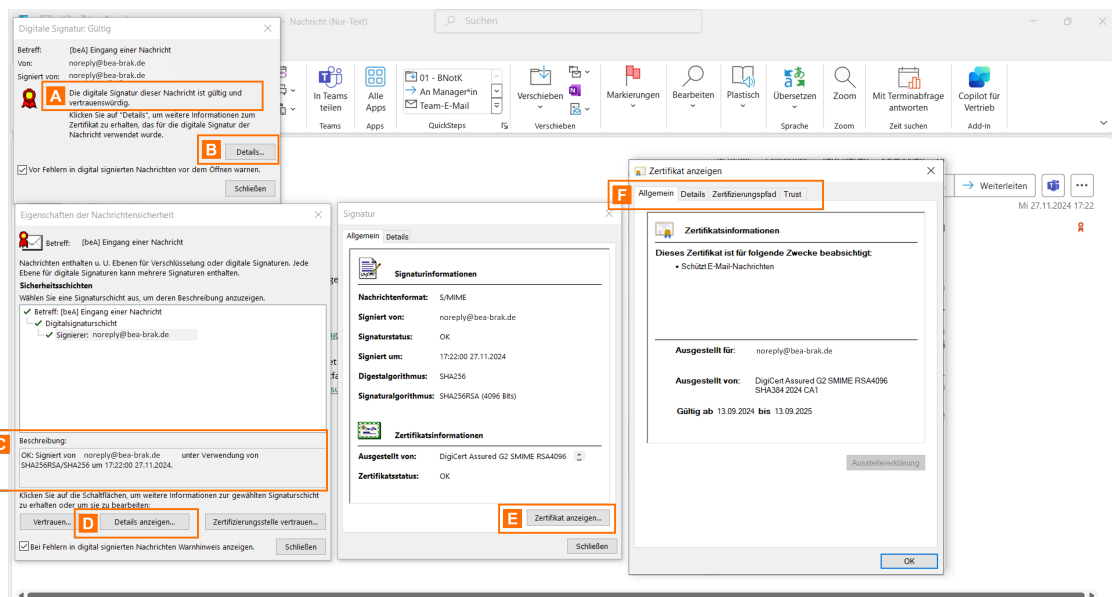 Nachricht (Nur-Text)
Suchen
Digitale Signatur: Gültig
Betreff: [beA] Eingang einer Nachricht
Von: noreply@bea-brak.de
Signiert von: noreply@bea-brak.de
A
Die digitale Signatur dieser Nachricht ist gültig und
vertrauenswürdig.
Klicken Sie auf "Details", um weitere Informationen zum
Zertifikat zu erhalten, das für die digitale Signatur der
Nachricht verwendet wurde.
B
Details...
Vor Fehlern in digital signierten Nachrichten vor dem Öffnen warnen.
Schließen
In Teams
teilen
Teams
Alle
Apps
Apps
01 - BNotK
An Manager*in
Team-E-Mail
QuickSteps
Verschieben
Verschieben
Markierungen
Bearbeiten
Plastisch
Übersetzen
Sprache
Zoom
Zoom
Mit Terminabfrage
antworten
Zeit suchen
Copilot für
Vertrieb
Add-In
Weiterleiten
Mi 27.11.2024 17:22
Eigenschaften der Nachrichtensicherheit
Betreff: [beA] Eingang einer Nachricht
Nachrichten enthalten u. U. Ebenen für Verschlüsselung oder digitale Signaturen. Jede
Ebene für digitale Signaturen kann mehrere Signaturen enthalten.
Sicherheitsschichten
Wählen Sie eine Signaturschicht aus, um deren Beschreibung anzuzeigen.
Betreff: [beA] Eingang einer Nachricht
Digitalsignaturschicht
Signierer: noreply@bea-brak.de
C
Beschreibung:
OK: Signiert von noreply@bea-brak.de unter Verwendung von
SHA256RSA/SHA256 um 17:22:00 27.11.2024.
Klicken Sie auf die Schaltflächen, um weitere Informationen zur gewählten Signaturschicht
zu erhalten oder um sie zu bearbeiten:
Vertrauen...
D
Details anzeigen...
Zertifizierungsstelle vertrauen...
Bei Fehlern in digital signierten Nachrichten Warnhinweis anzeigen.
Schließen
Signatur
Allgemein Details
Signaturinformationen
Nachrichtenformat: S/MIME
Signiert von: noreply@bea-brak.de
Signaturstatus: OK
Signiert um: 17:22:00 27.11.2024
Digestalgorithmus: SHA256
Signaturalgorithmus: SHA256RSA (4096 Bits)
Zertifikatsinformationen
Ausgestellt von: DigiCert Assured G2 SMIME RSA4096
Zertifikatsstatus: OK
E
Zertifikat anzeigen...
Schließen
Zertifikat anzeigen
F
Allgemein Details Zertifizierungspfad Trust
Zertifikatsinformationen
Dieses Zertifikat ist für folgende Zwecke beabsichtigt:
• Schützt E-Mail-Nachrichten
Ausgestellt für: noreply@bea-brak.de
Ausgestellt von: DigiCert Assured G2 SMIME RSA4096
SHA384 2024 CA1
Gültig ab 13.09.2024 bis 13.09.2025
Ausstellererklärung
OK